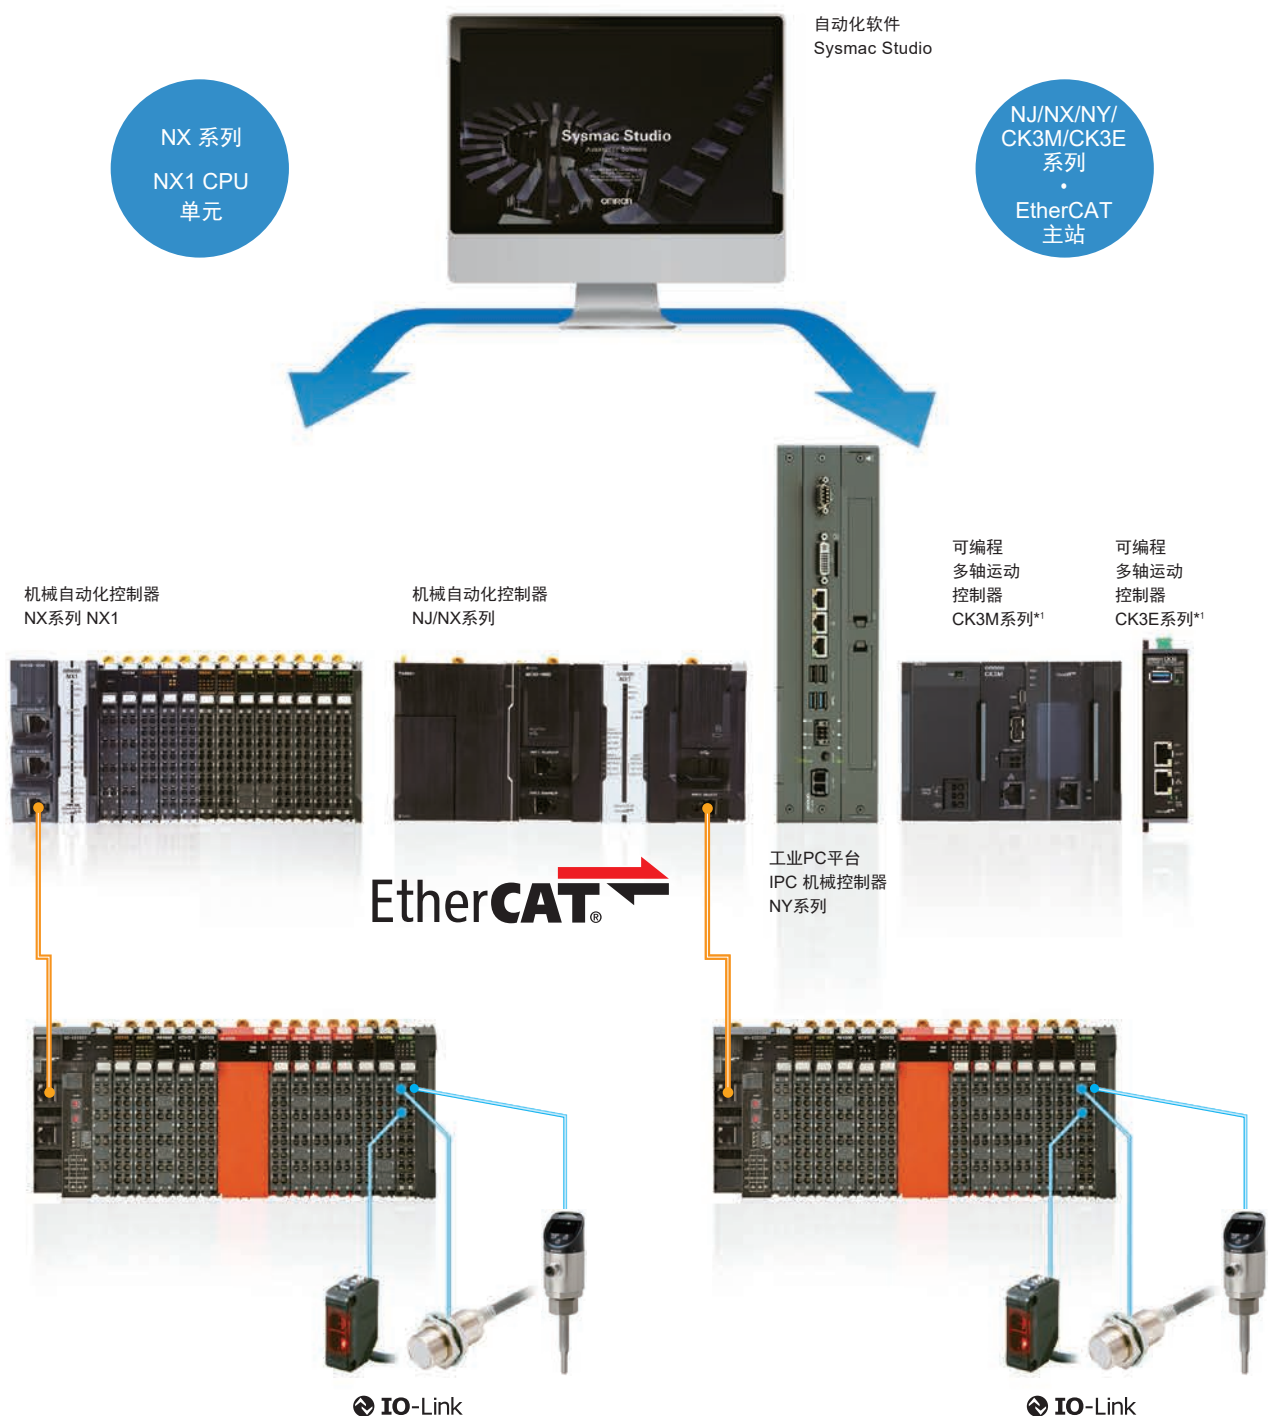 自动化软件
Sysmac Studio
NX 系列
NX1 CPU
单元
NJ/NX/NY/
CK3M/CK3E
系列
•
EtherCAT
主站
Sysmac Studio
OMRON
机械自动化控制器
NX系列 NX1
机械自动化控制器
NJ/NX系列
可编程
多轴运动
控制器
CK3M系列*1
可编程
多轴运动
控制器
CK3E系列*1
NX1
CK3M
工业PC平台
IPC 机械控制器
NY系列
EtherCAT®
IO-Link
IO-Link